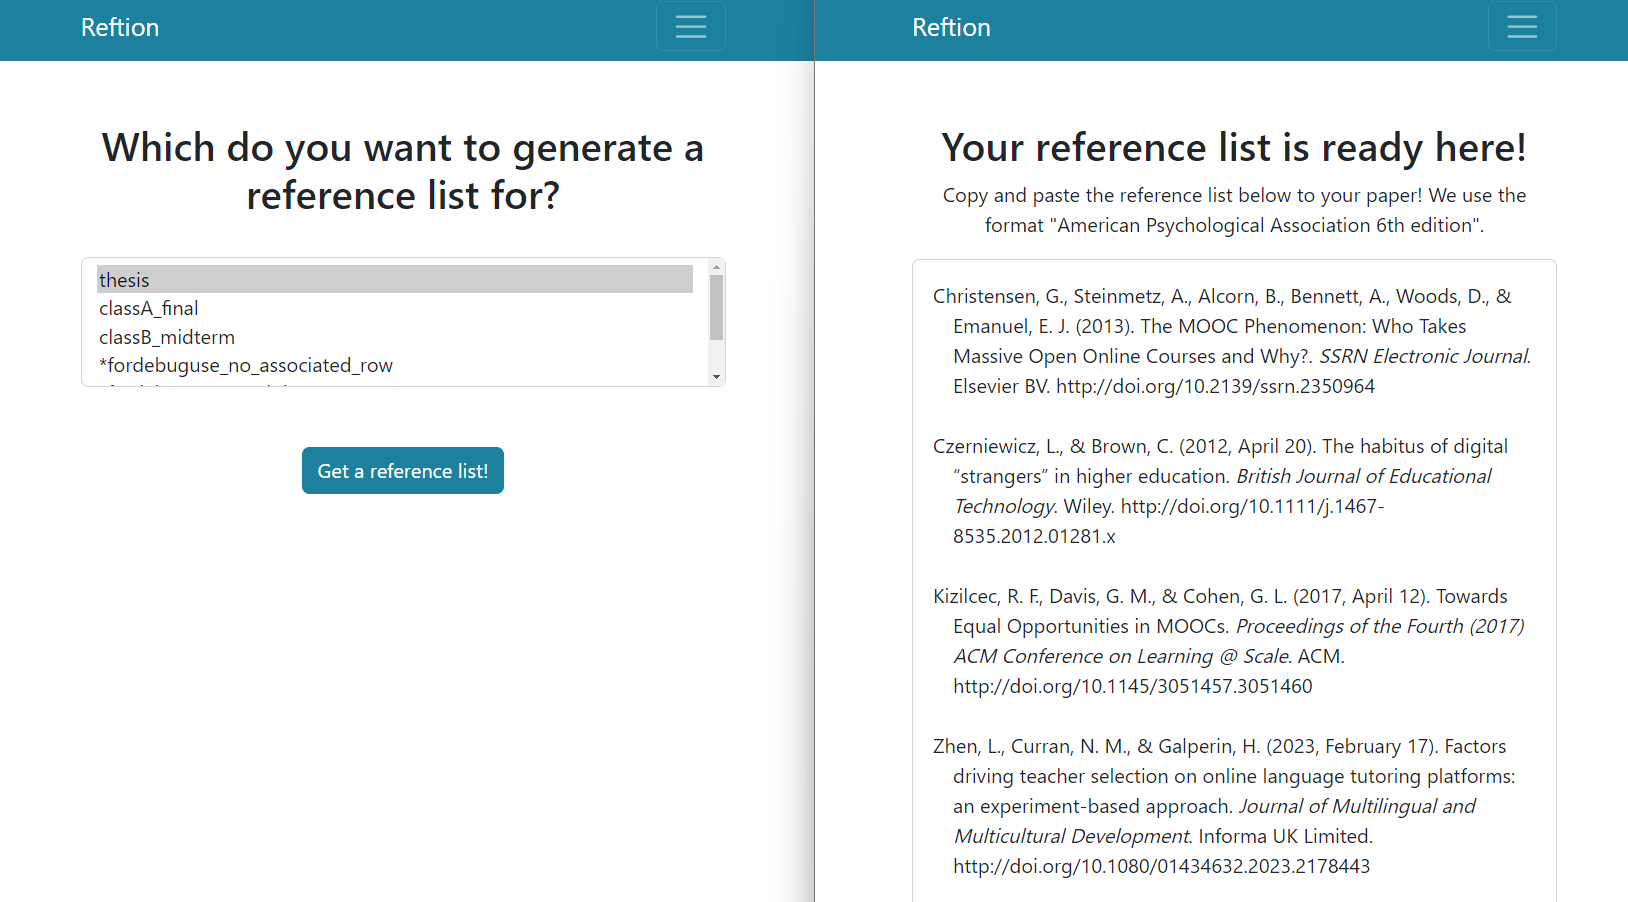 Reftion
Which do you want to generate a
reference list for?
thesis
classA_final
classB_midterm
*fordebuguse_no_associated_row
Get a reference list!
Reftion
Your reference list is ready here!
Copy and paste the reference list below to your paper! We use the
format "American Psychological Association 6th edition".
Christensen, G., Steinmetz, A., Alcorn, B., Bennett, A., Woods, D., &
Emanuel, E. J. (2013). The MOOC Phenomenon: Who Takes
Massive Open Online Courses and Why?. SSRN Electronic Journal.
Elsevier BV. http://doi.org/10.2139/ssrn.2350964
Czerniewicz, L., & Brown, C. (2012, April 20). The habitus of digital
“strangers” in higher education. British Journal of Educational
Technology. Wiley. http://doi.org/10.1111/j.1467-
8535.2012.01281.x
Kizilcec, R. F., Davis, G. M., & Cohen, G. L. (2017, April 12). Towards
Equal Opportunities in MOOCs. Proceedings of the Fourth (2017)
ACM Conference on Learning @ Scale. ACM.
http://doi.org/10.1145/3051457.3051460
Zhen, L., Curran, N. M., & Galperin, H. (2023, February 17). Factors
driving teacher selection on online language tutoring platforms:
an experiment-based approach. Journal of Multilingual and
Multicultural Development. Informa UK Limited.
http://doi.org/10.1080/01434632.2023.2178443